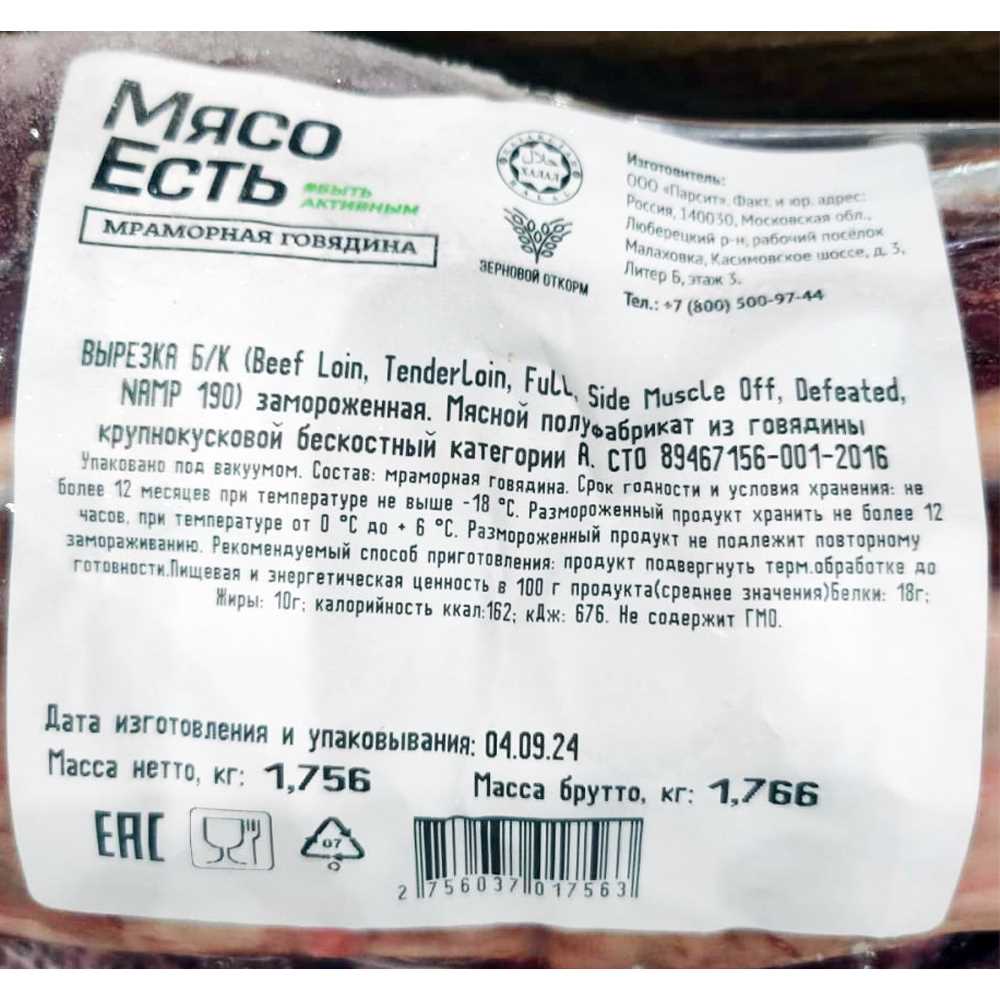 Мясо
Есть
#БЫТЬ
АКТИВНЫМ
МРАМОРНАЯ ГОВЯДИНА
ХАЛАЛ
HALAL
ЗЕРНОВОЙ ОТКОРМ
Изготовитель:
ООО «Парсит», Факт. и юр. адрес:
Россия, 140030, Московская обл.,
Люберецкий р-н, рабочий посёлок
Малаховка, Касимовское шоссе, д. 3,
Литер Б, этаж 3.
Тел.: +7 (800) 500-97-44
ВЫРЕЗКА Б/К (Beef Loin, TenderLoin, Full, Side Muscle Off, Defeated,
NAMP 190) замороженная. Мясной полуфабрикат из говядины
крупнокусковой бескостный категории А. СТО 89467156-001-2016
Упаковано под вакуумом. Состав: мраморная говядина. Срок годности и условия хранения: не
более 12 месяцев при температуре не выше -18 °С. Размороженный продукт хранить не более 12
часов, при температуре от 0 °С до + 6 °С. Размороженный продукт не подлежит повторному
замораживанию. Рекомендуемый способ приготовления: продукт подвергнуть терм.обработке до
готовности.Пищевая и энергетическая ценность в 100 г продукта(среднее значения)Белки: 18г;
Жиры: 10г; калорийность ккал:162; кДж: 676. Не содержит ГМО.
Дата изготовления и упаковывания: 04.09.24
Масса нетто, кг: 1,756
Масса брутто, кг: 1,766
ЕАС
07
2 756037 017563